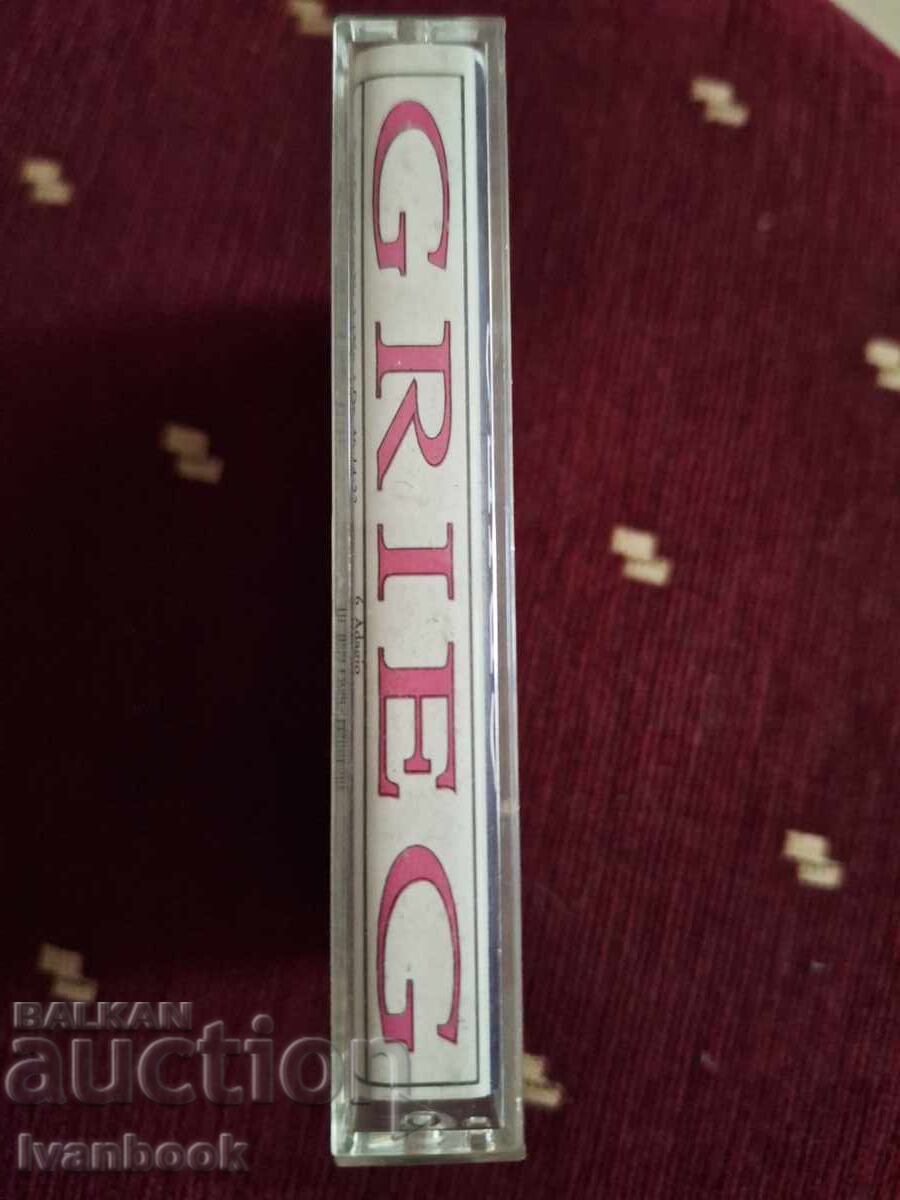 GRIEG
6 Adagio
BALKAN
auction
Ivanbook